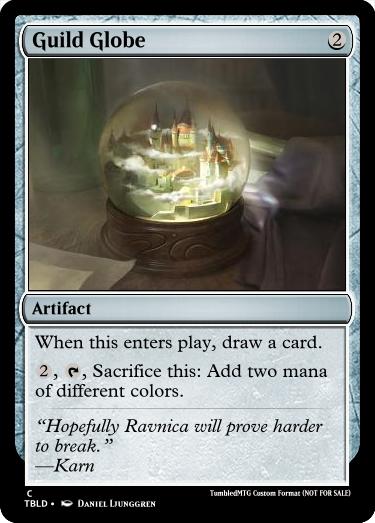 Guild Globe 2
Artifact
When this enters play, draw a card.
2, , Sacrifice this: Add two mana
of different colors.
“Hopefully Ravnica will prove harder
to break.”
—Karn
C
TBLD • Daniel Ljunggren
TumbledMTG Custom Format (NOT FOR SALE)